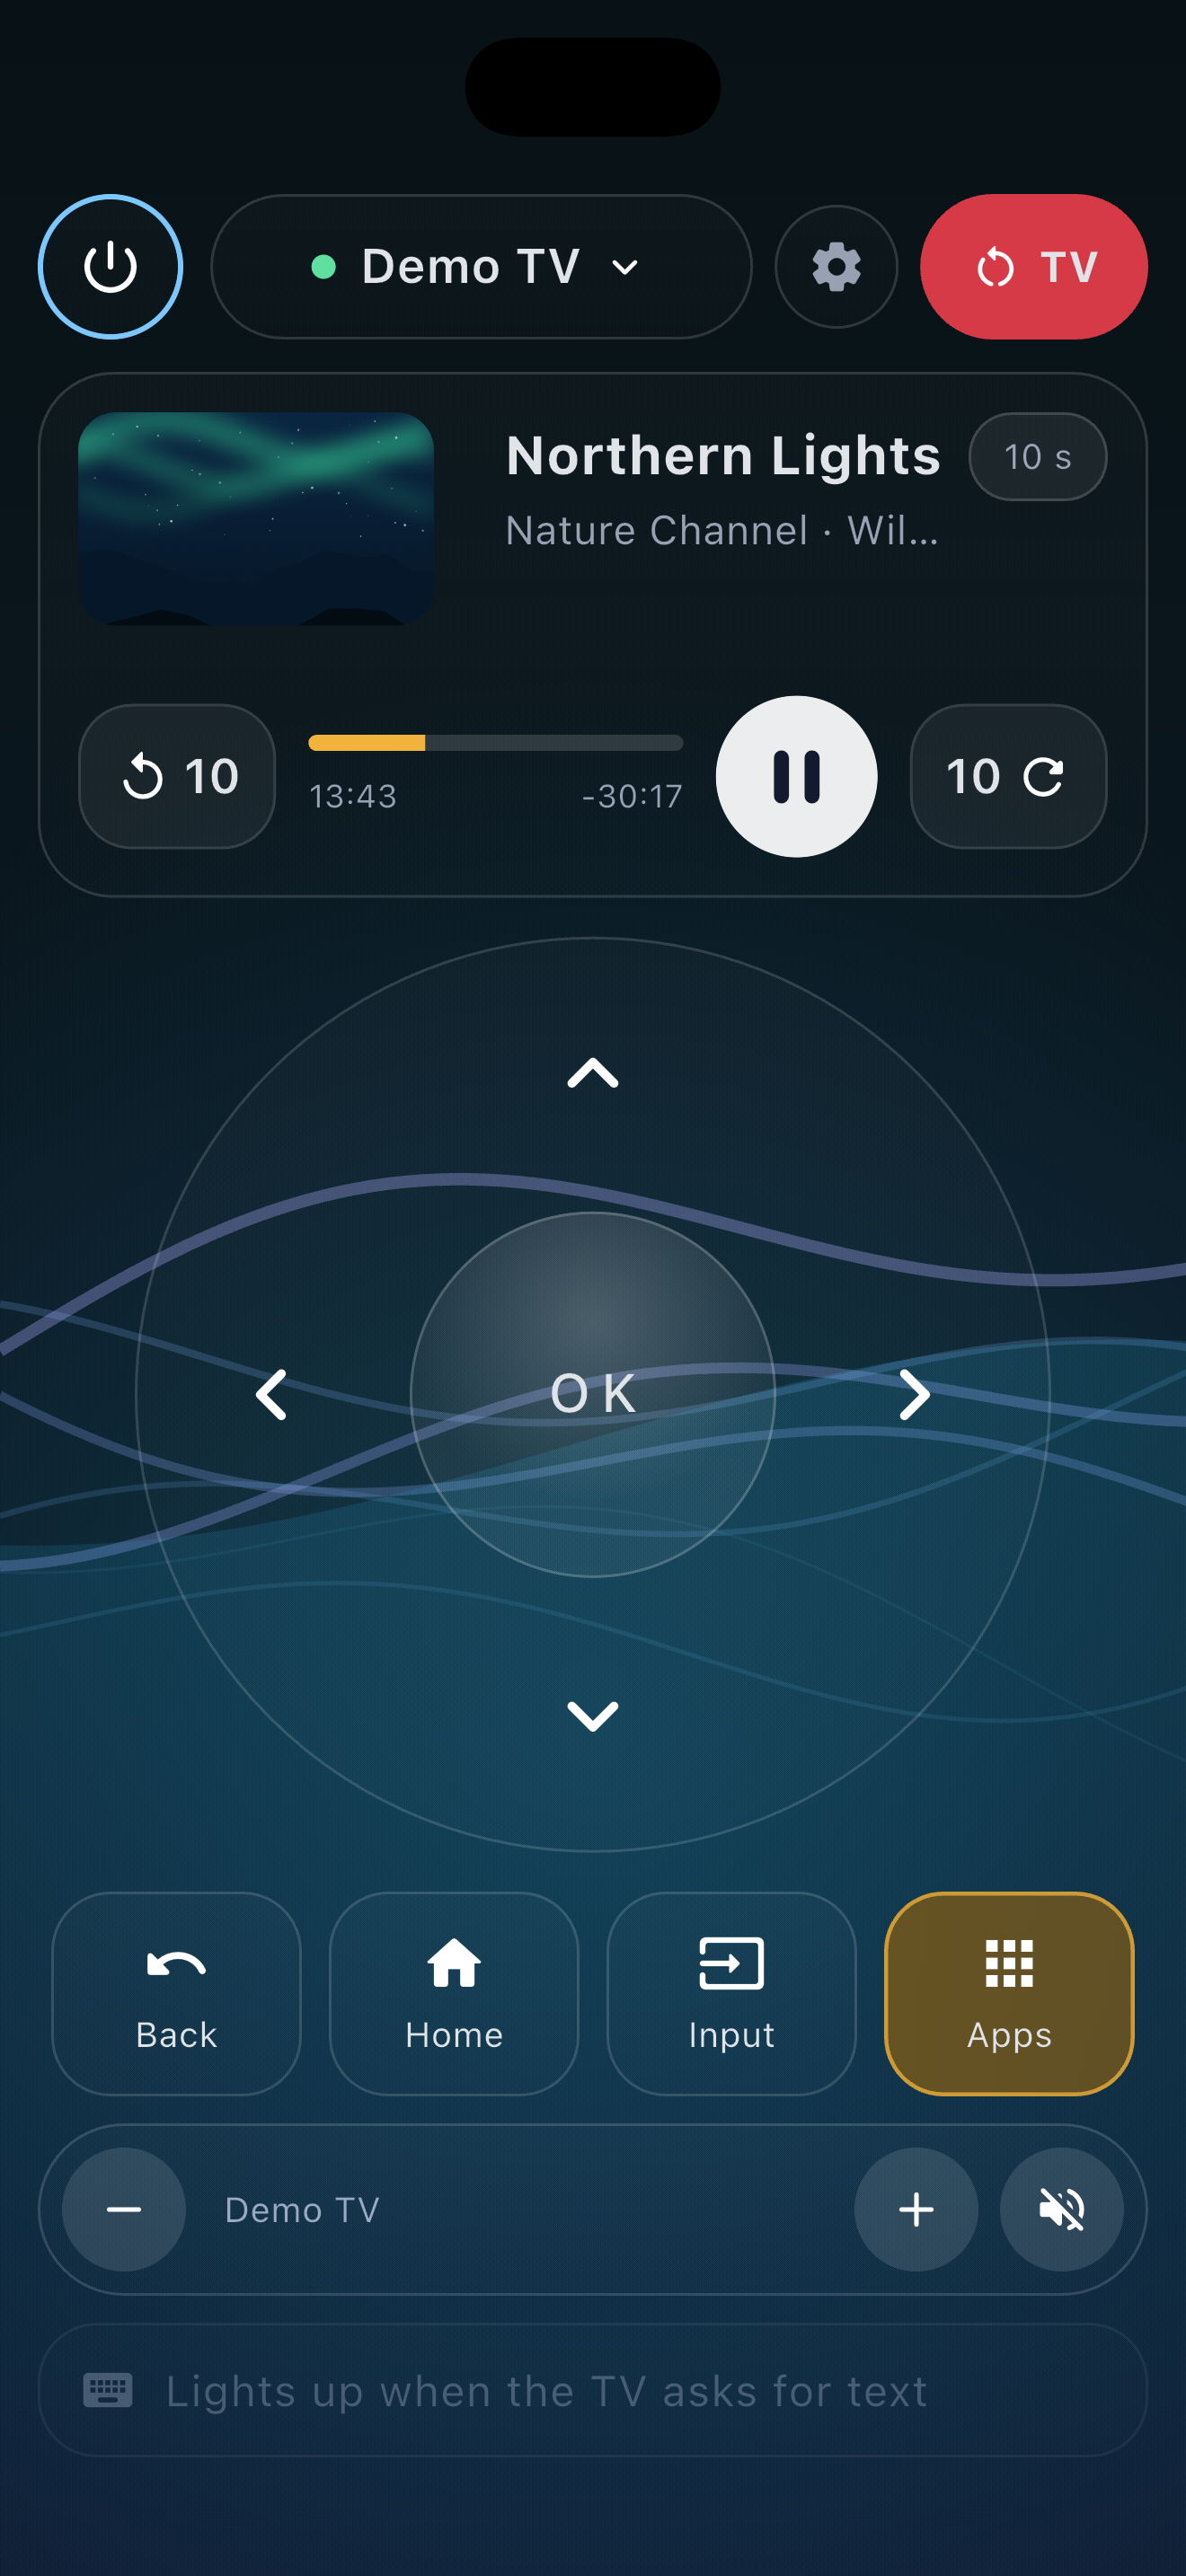 Demo TV
TV
Northern Lights
10 s
Nature Channel · Wil...
10
13:43
-30:17
10
OK
Back
Home
Input
Apps
Demo TV
Lights up when the TV asks for text